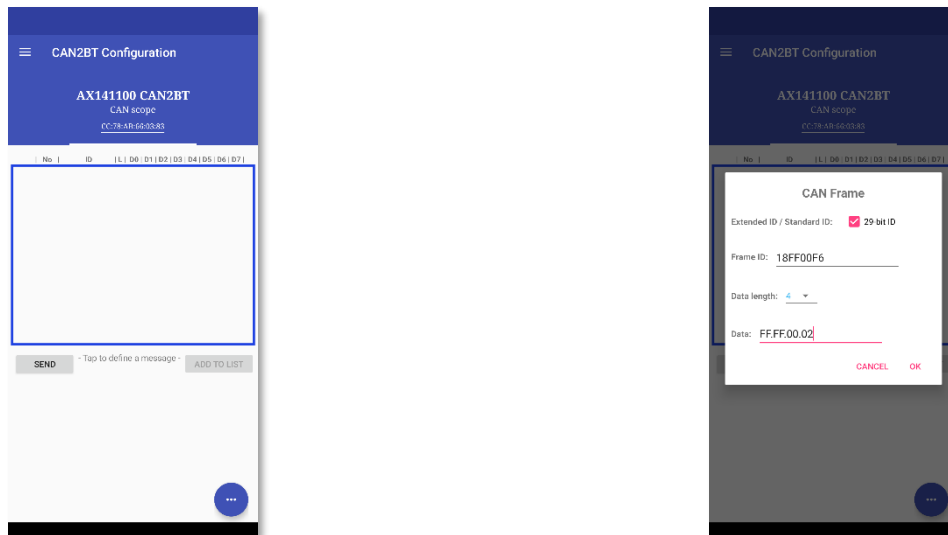 CAN2BT Configuration
AX141100 CAN2BT
CAN scope
CC:78:AB:66:03:83
| No | ID |L| D0|D1|D2|D3|D4|D5|D6|D7|
SEND
- Tap to define a message -
ADD TO LIST
CAN2BT Configuration
AX141100 CAN2BT
CAN scope
CC:78:AB:66:03:83
| No | ID |L| D0|D1|D2|D3|D4|D5|D6|D7|
CAN Frame
Extended ID / Standard ID: 29-bit ID
Frame ID: 18FF00F6
Data length: 4
Data: FF.FF.00.02
CANCEL OK